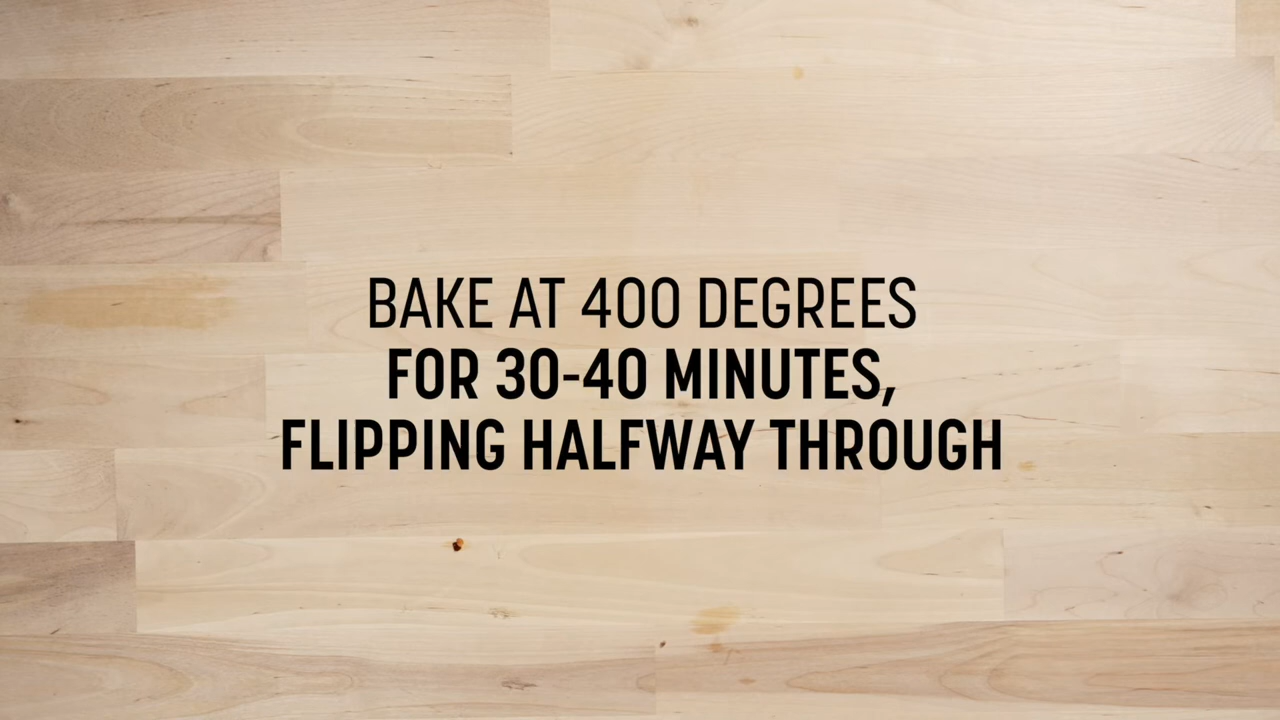 BAKE AT 400 DEGREES
FOR 30-40 MINUTES,
FLIPPING HALFWAY THROUGH